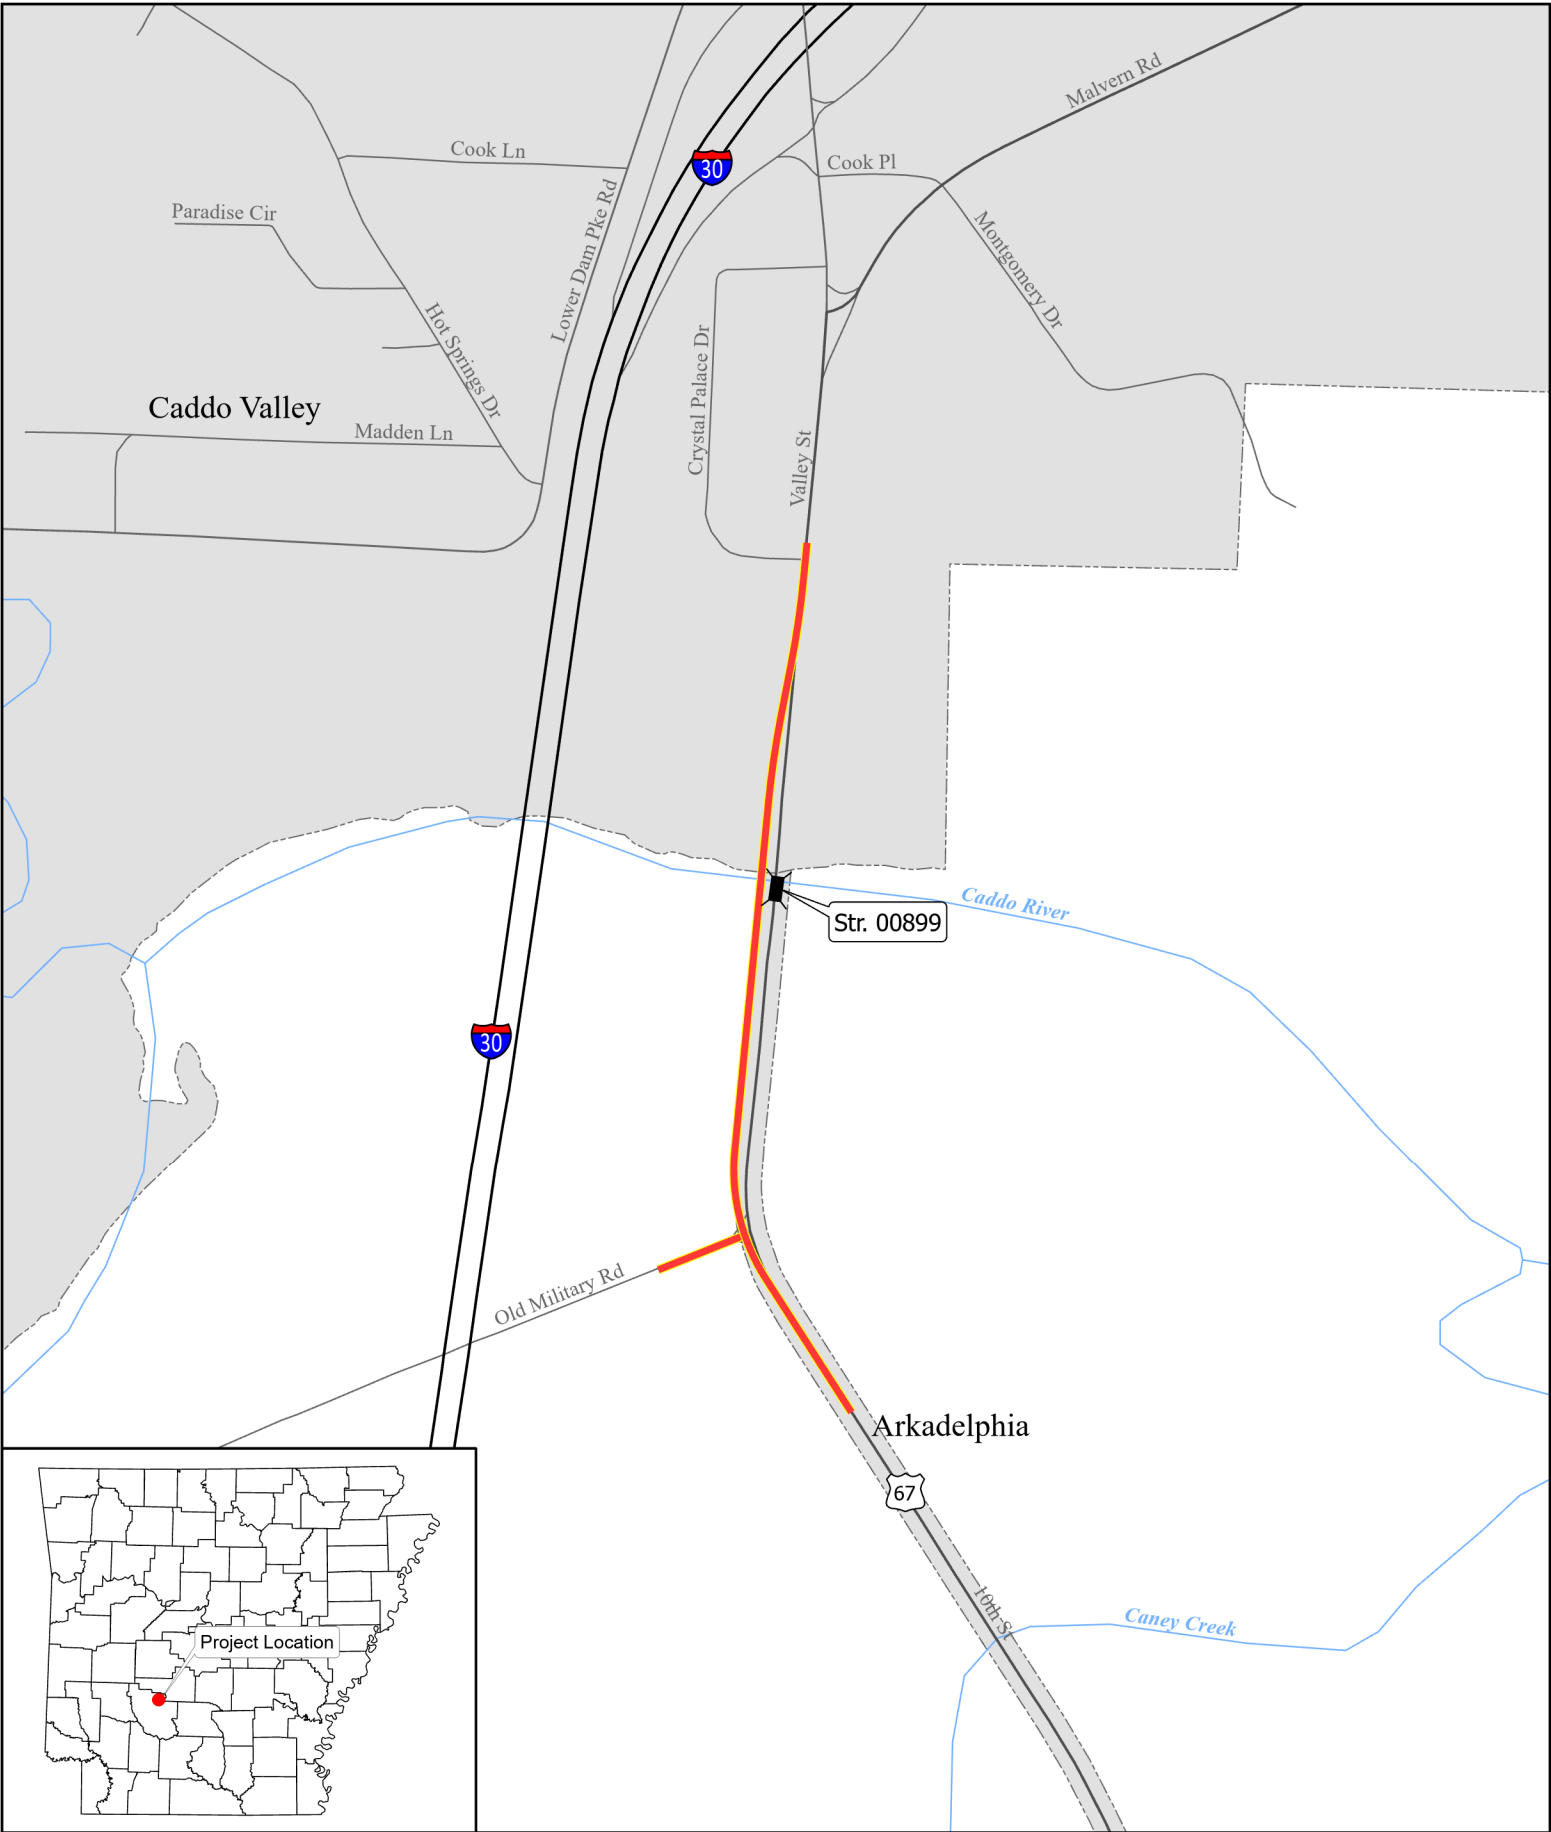 Malvern Rd
Cook Ln
30
Cook Pl
Paradise Cir
Lower Dam Pke Rd
Montgomery Dr
Hot Springs Dr
Crystal Palace Dr
Caddo Valley
Madden Ln
Valley St
Caddo River
Str. 00899
30
Old Military Rd
Arkadelphia
67
10th St
Caney Creek
Project Location